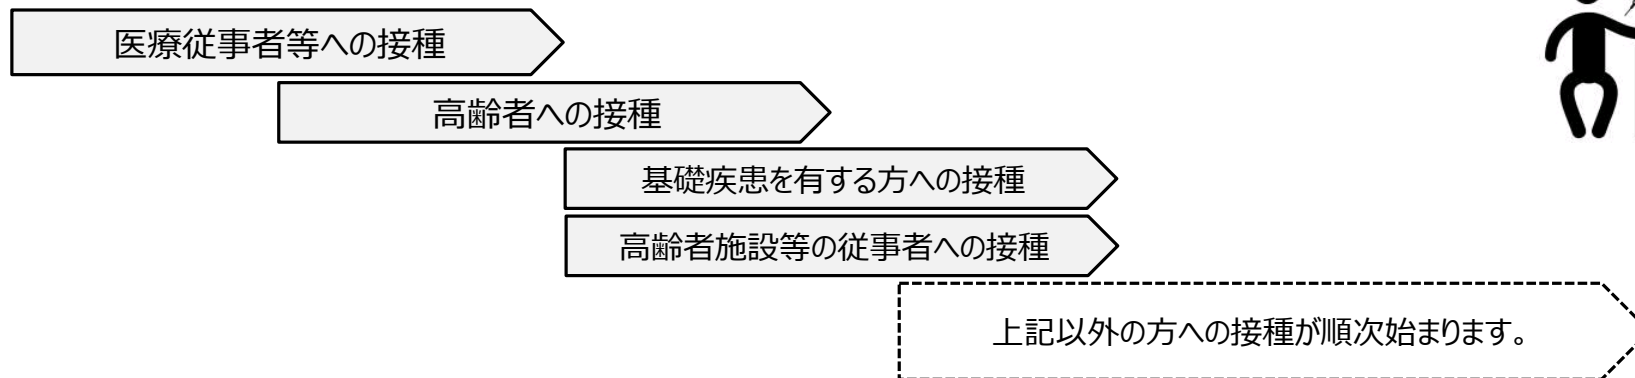 医療従事者等への接種
高齢者への接種
基礎疾患を有する方への接種
高齢者施設等の従事者への接種
上記以外の方への接種が順次始まります。